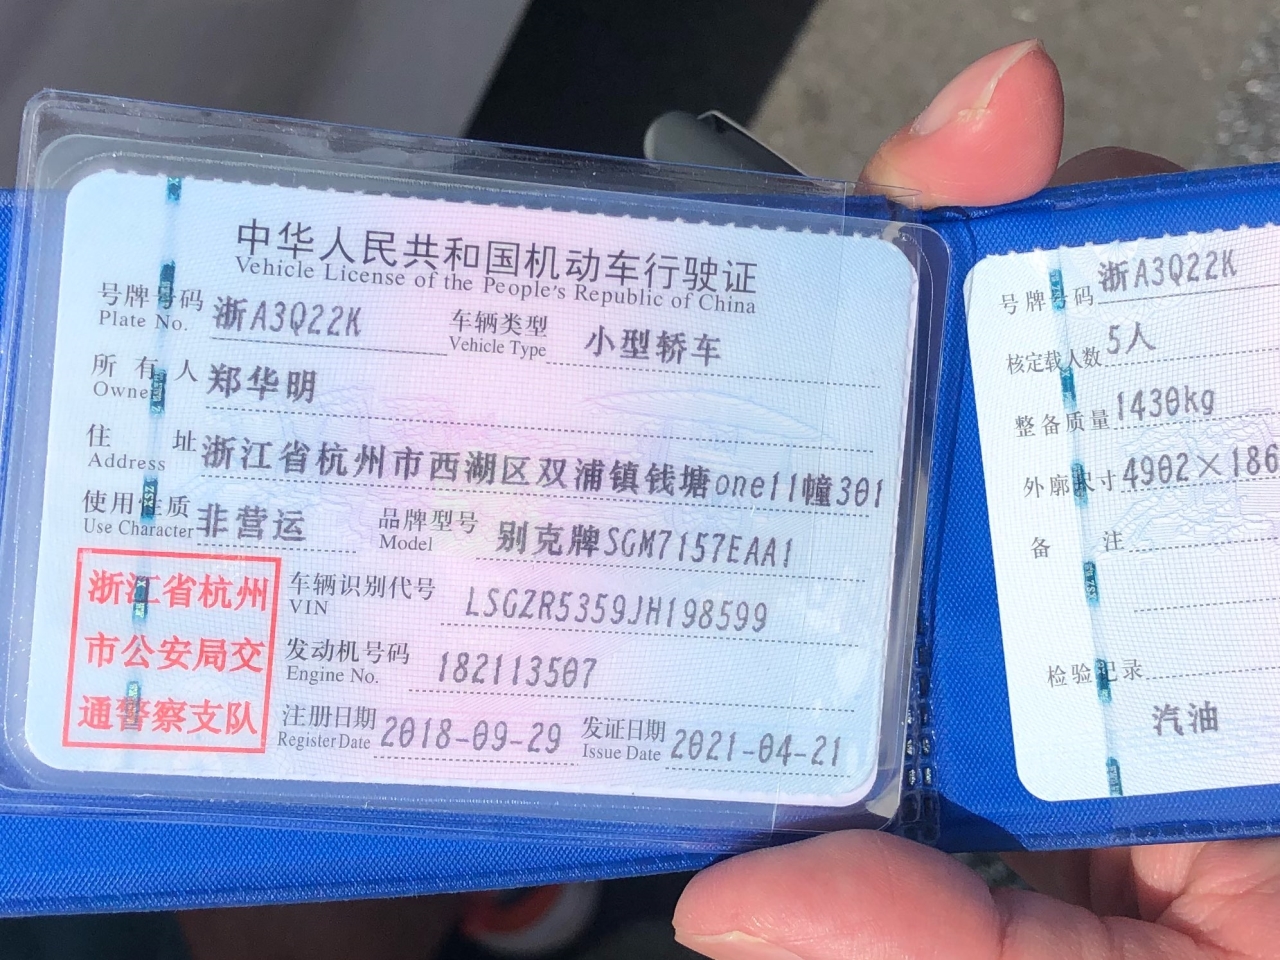 中华人民共和国机动车行驶证
Vehicle License of the People's Republic of China
号牌号码 浙A3Q22K 车辆类型 小型轿车
Plate No. Vehicle Type
所有人 郑华明
Owner
住址 浙江省杭州市西湖区双浦镇钱塘one11幢301
Address
使用性质 非营运 品牌型号 别克牌SGM7157EAA1
Use Character Model
浙江省杭州
市公安局交
通警察支队
车辆识别代号 LSGZR5359JH198599
VIN
发动机号码 182113507
Engine No.
注册日期 2018-09-29 发证日期 2021-04-21
Register Date Issue Date
号牌号码 浙A3Q22K
核定载人数 5人
整备质量 1430kg
外廓尺寸 4902×186
备注
检验记录
汽油